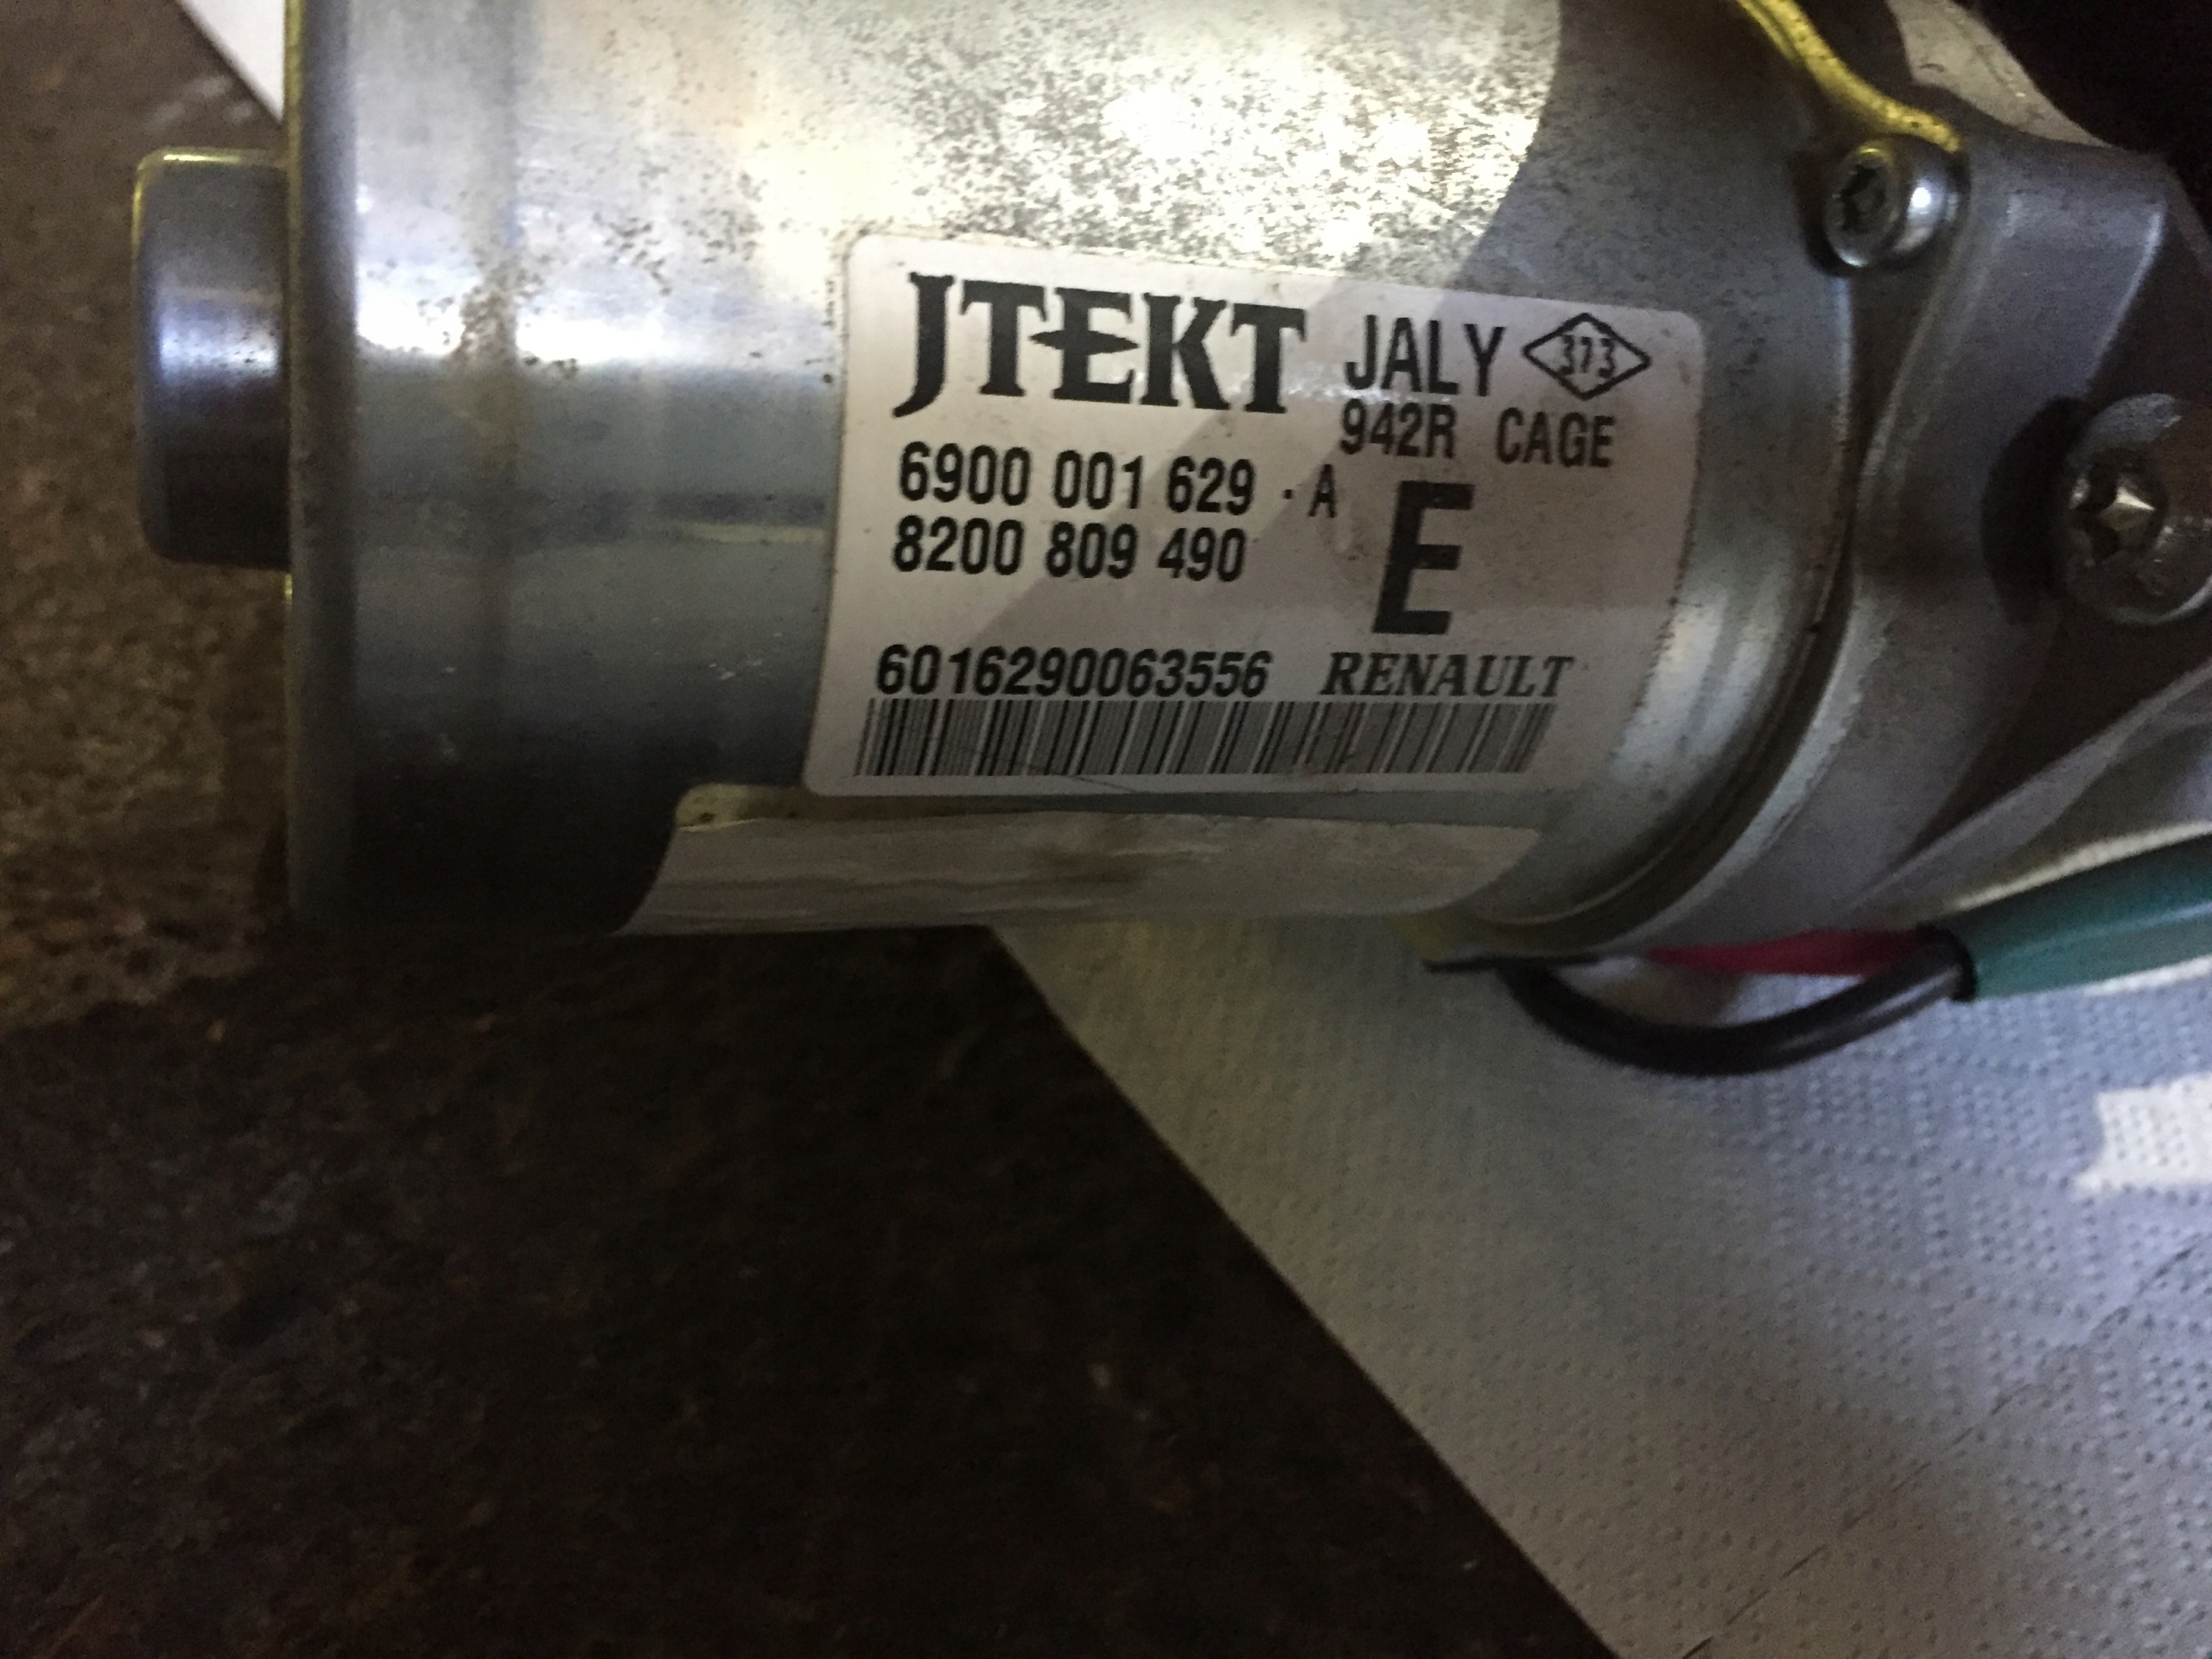 JTEKT JALY 373
942R CAGE
6900 001 629 - A
8200 809 490 E
6016290063556 RENAULT